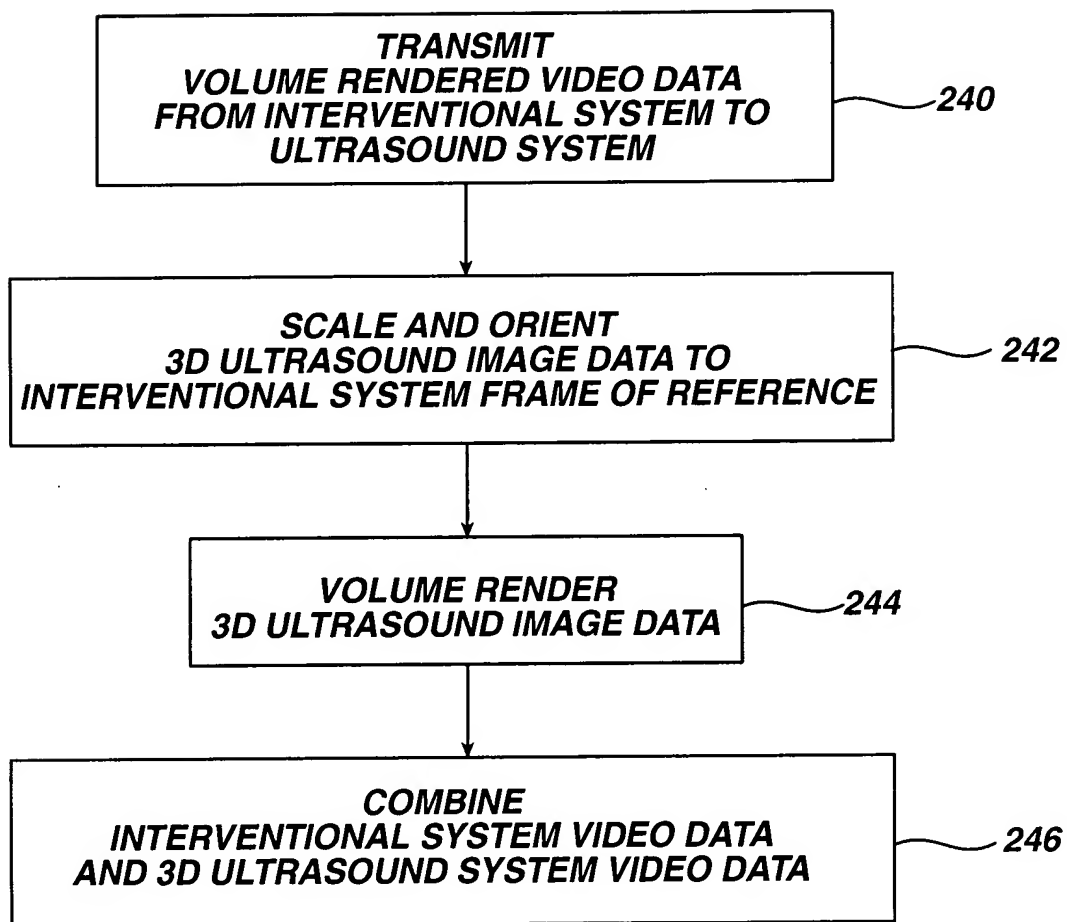 TRANSMIT
VOLUME RENDERED VIDEO DATA
FROM INTERVENTIONAL SYSTEM TO
ULTRASOUND SYSTEM
240
SCALE AND ORIENT
3D ULTRASOUND IMAGE DATA TO
INTERVENTIONAL SYSTEM FRAME OF REFERENCE
242
VOLUME RENDER
3D ULTRASOUND IMAGE DATA
244
COMBINE
INTERVENTIONAL SYSTEM VIDEO DATA
AND 3D ULTRASOUND SYSTEM VIDEO DATA
246